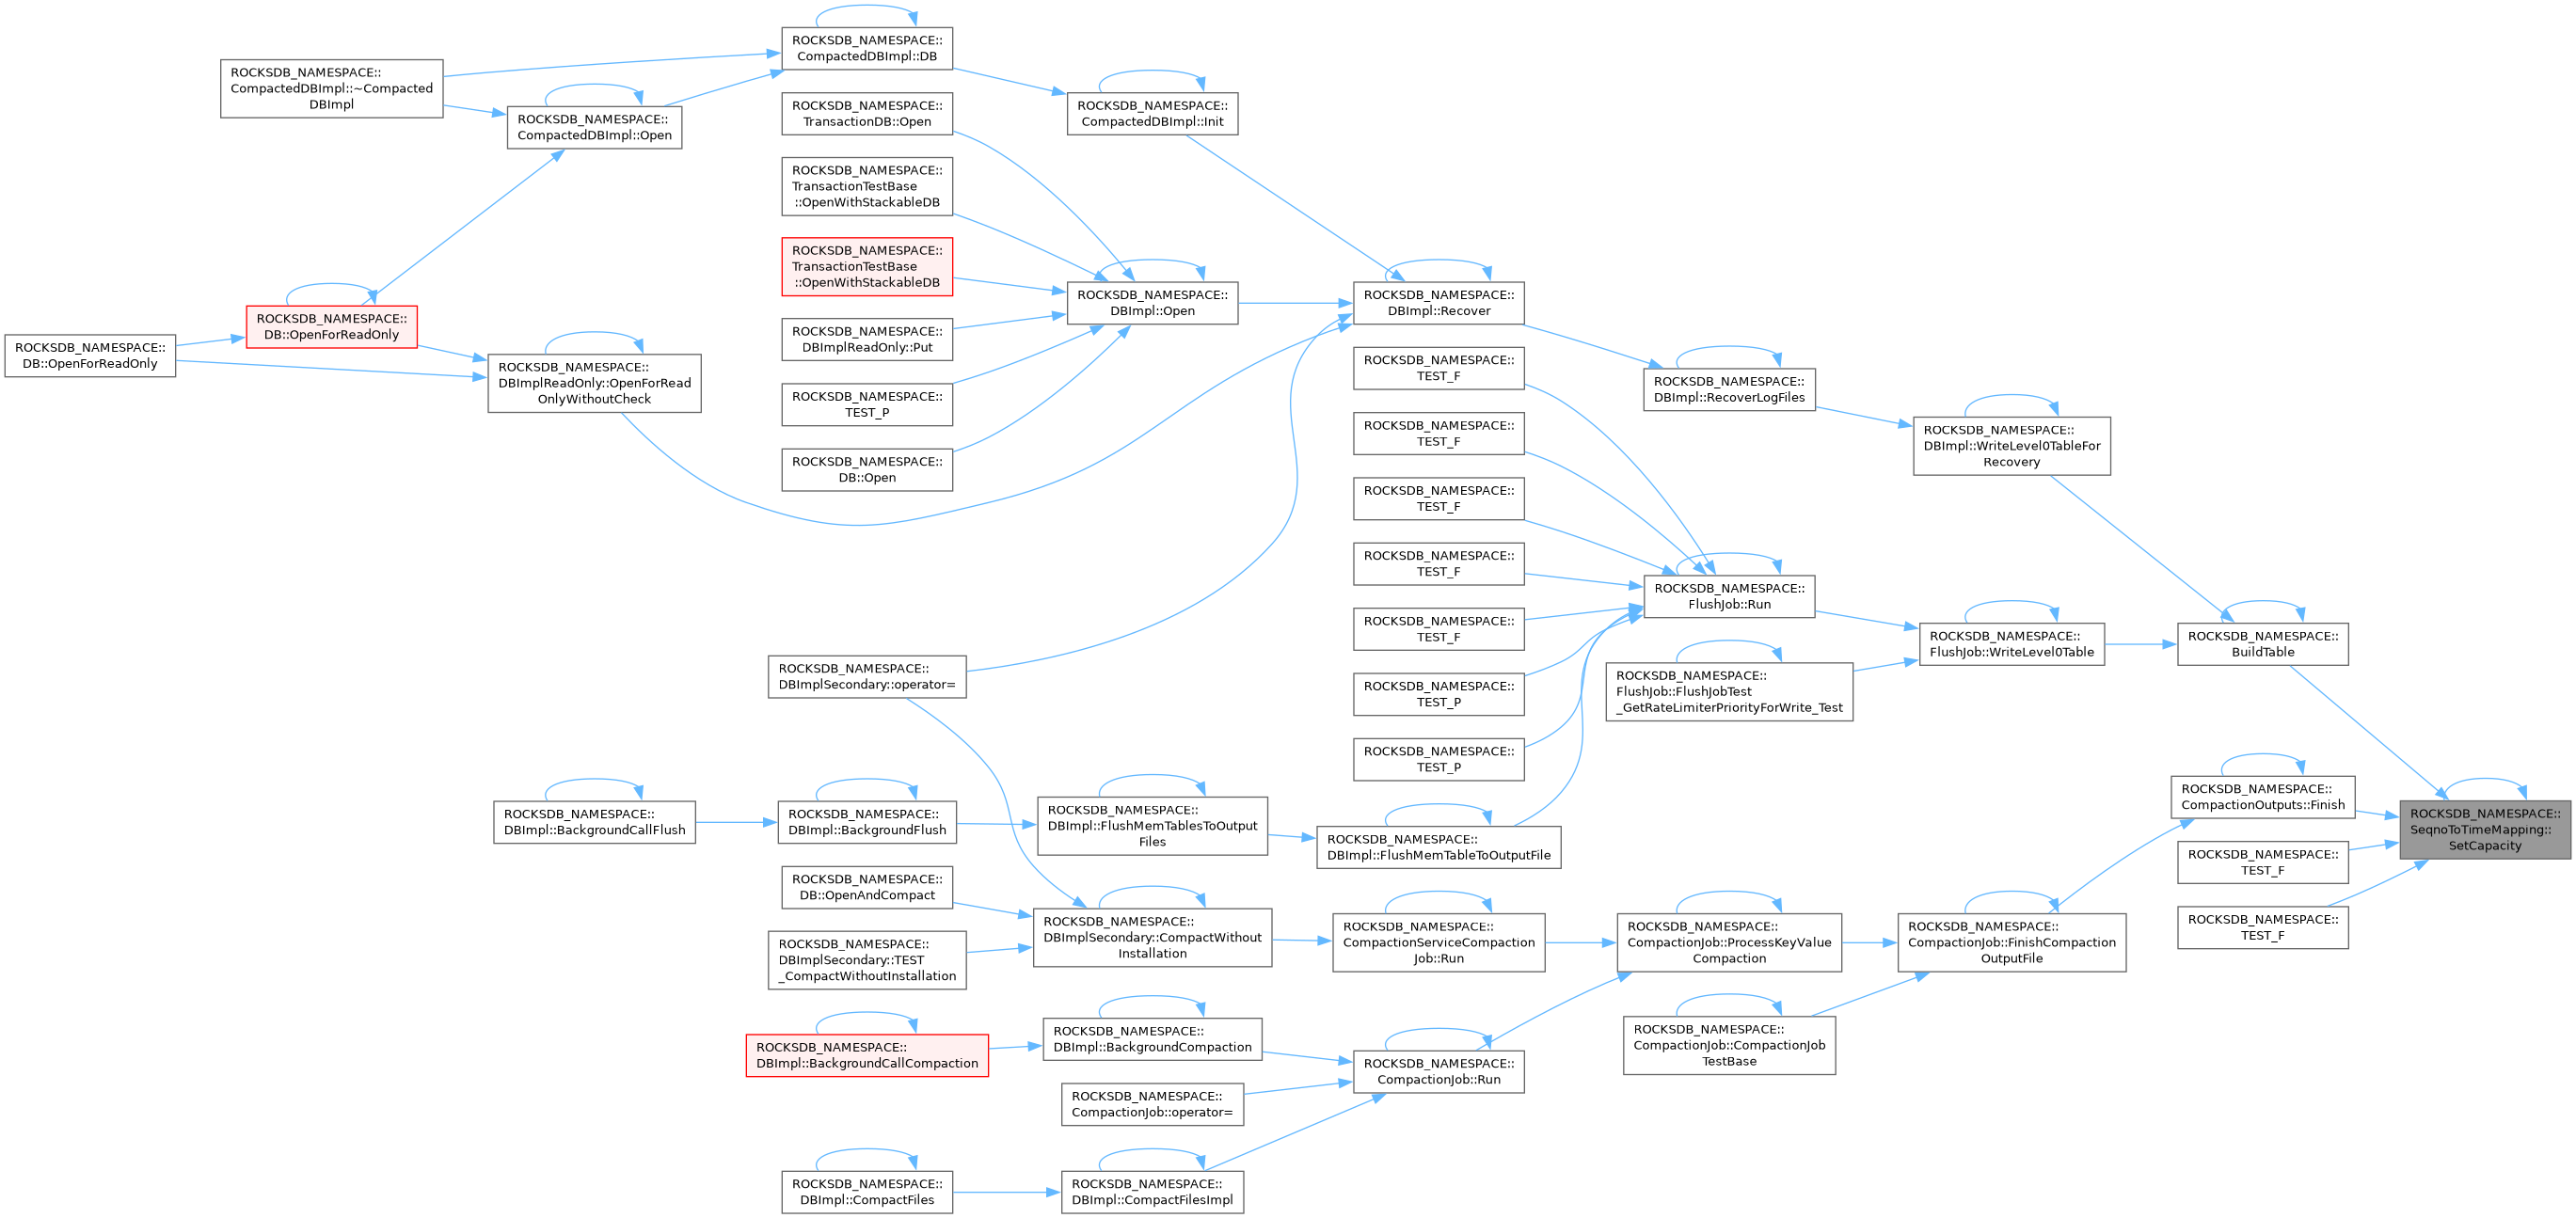 ROCKSDB_NAMESPACE::
CompactedDBImpl::~Compacted
DBImpl
ROCKSDB_NAMESPACE::
CompactedDBImpl::DB
ROCKSDB_NAMESPACE::
CompactedDBImpl::Open
ROCKSDB_NAMESPACE::
CompactedDBImpl::Init
ROCKSDB_NAMESPACE::
TransactionDB::Open
ROCKSDB_NAMESPACE::
TransactionTestBase
::OpenWithStackableDB
ROCKSDB_NAMESPACE::
TransactionTestBase
::OpenWithStackableDB
ROCKSDB_NAMESPACE::
DBImplReadOnly::Put
ROCKSDB_NAMESPACE::
TEST_P
ROCKSDB_NAMESPACE::
DB::Open
ROCKSDB_NAMESPACE::
DBImpl::Open
ROCKSDB_NAMESPACE::
DBImpl::Recover
ROCKSDB_NAMESPACE::
DB::OpenForReadOnly
ROCKSDB_NAMESPACE::
DB::OpenForReadOnly
ROCKSDB_NAMESPACE::
DBImplReadOnly::OpenForRead
OnlyWithoutCheck
ROCKSDB_NAMESPACE::
DBImpl::RecoverLogFiles
ROCKSDB_NAMESPACE::
DBImpl::WriteLevel0TableFor
Recovery
ROCKSDB_NAMESPACE::
TEST_F
ROCKSDB_NAMESPACE::
TEST_F
ROCKSDB_NAMESPACE::
TEST_F
ROCKSDB_NAMESPACE::
TEST_F
ROCKSDB_NAMESPACE::
TEST_F
ROCKSDB_NAMESPACE::
TEST_P
ROCKSDB_NAMESPACE::
TEST_P
ROCKSDB_NAMESPACE::
FlushJob::Run
ROCKSDB_NAMESPACE::
FlushJob::FlushJobTest
_GetRateLimiterPriorityForWrite_Test
ROCKSDB_NAMESPACE::
FlushJob::WriteLevel0Table
ROCKSDB_NAMESPACE::
BuildTable
ROCKSDB_NAMESPACE::
DBImplSecondary::operator=
ROCKSDB_NAMESPACE::
DBImpl::BackgroundCallFlush
ROCKSDB_NAMESPACE::
DBImpl::BackgroundFlush
ROCKSDB_NAMESPACE::
DBImpl::FlushMemTablesToOutput
Files
ROCKSDB_NAMESPACE::
DBImpl::FlushMemTableToOutputFile
ROCKSDB_NAMESPACE::
CompactionOutputs::Finish
ROCKSDB_NAMESPACE::
SeqnoToTimeMapping::
SetCapacity
ROCKSDB_NAMESPACE::
TEST_F
ROCKSDB_NAMESPACE::
TEST_F
ROCKSDB_NAMESPACE::
DB::OpenAndCompact
ROCKSDB_NAMESPACE::
DBImplSecondary::TEST
_CompactWithoutInstallation
ROCKSDB_NAMESPACE::
DBImplSecondary::CompactWithout
Installation
ROCKSDB_NAMESPACE::
CompactionServiceCompaction
Job::Run
ROCKSDB_NAMESPACE::
CompactionJob::ProcessKeyValue
Compaction
ROCKSDB_NAMESPACE::
CompactionJob::FinishCompaction
OutputFile
ROCKSDB_NAMESPACE::
CompactionJob::CompactionJob
TestBase
ROCKSDB_NAMESPACE::
DBImpl::BackgroundCallCompaction
ROCKSDB_NAMESPACE::
DBImpl::BackgroundCompaction
ROCKSDB_NAMESPACE::
CompactionJob::Run
ROCKSDB_NAMESPACE::
CompactionJob::operator=
ROCKSDB_NAMESPACE::
DBImpl::CompactFiles
ROCKSDB_NAMESPACE::
DBImpl::CompactFilesImpl